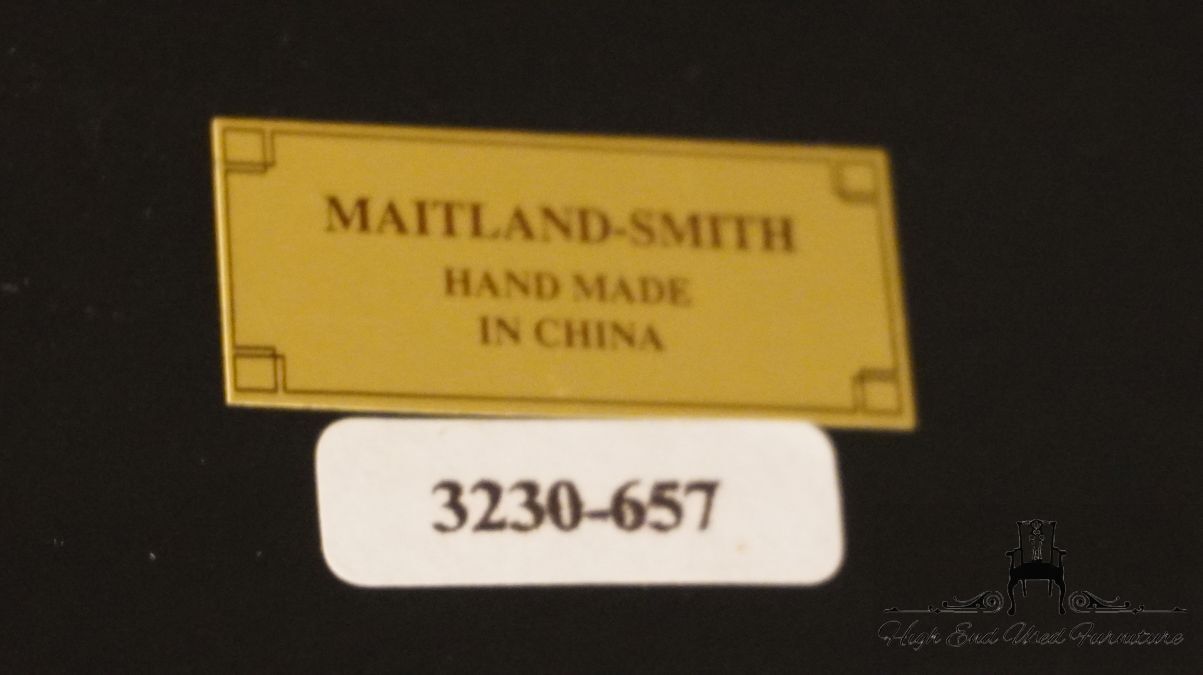 MAITLAND-SMITH
HAND MADE
IN CHINA
3230-657
High End Used Furniture